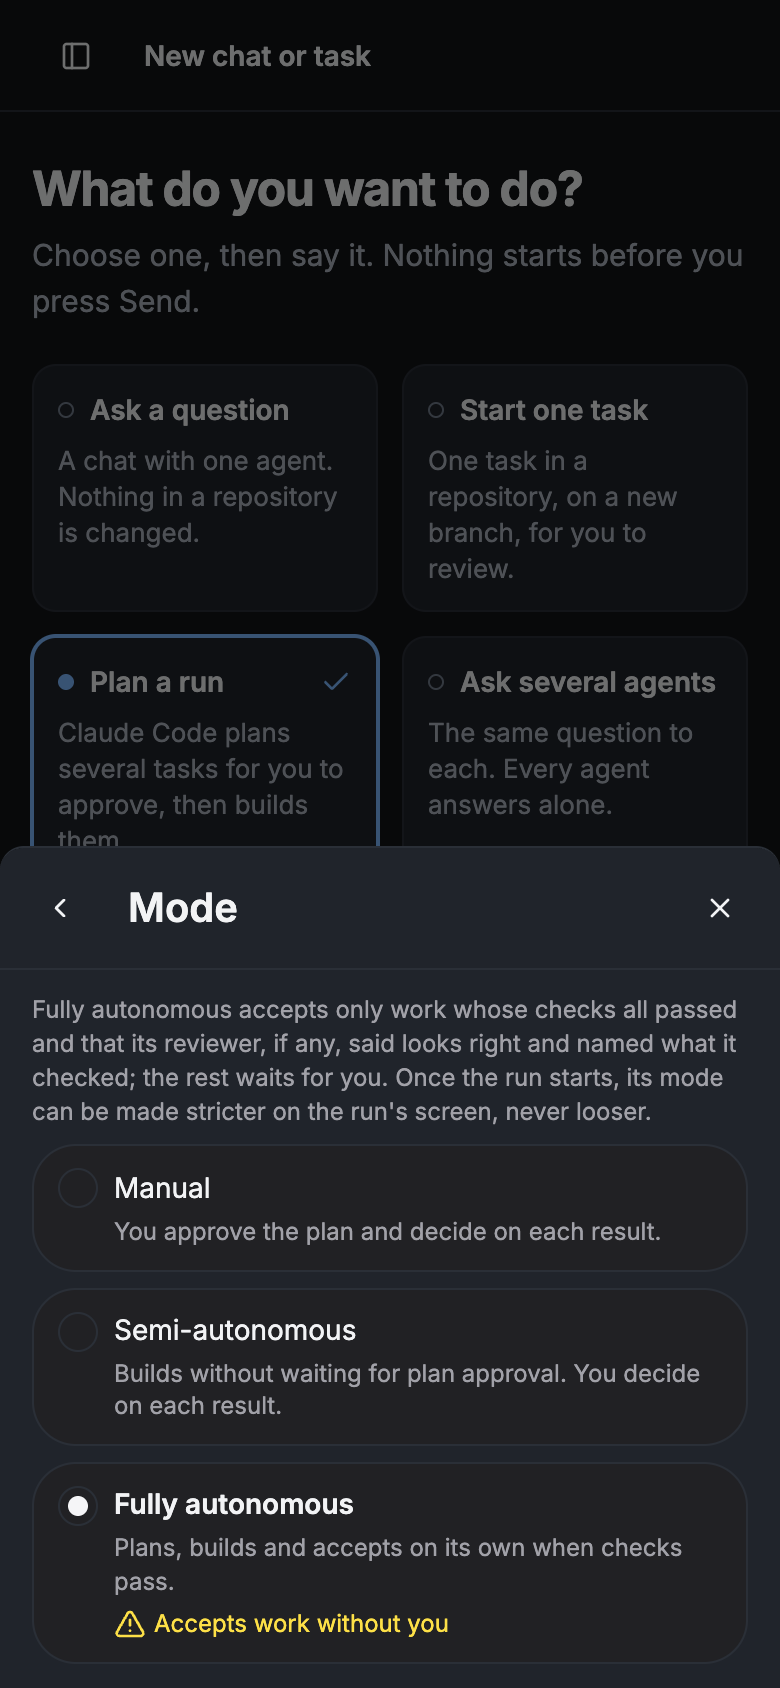 New chat or task
What do you want to do?
Choose one, then say it. Nothing starts before you
press Send.
Ask a question
A chat with one agent.
Nothing in a repository
is changed.
Start one task
One task in a
repository, on a new
branch, for you to
review.
Plan a run
Claude Code plans
several tasks for you to
approve, then builds
them
Ask several agents
The same question to
each. Every agent
answers alone.
Mode
Fully autonomous accepts only work whose checks all passed
and that its reviewer, if any, said looks right and named what it
checked; the rest waits for you. Once the run starts, its mode
can be made stricter on the run's screen, never looser.
Manual
You approve the plan and decide on each result.
Semi-autonomous
Builds without waiting for plan approval. You decide
on each result.
Fully autonomous
Plans, builds and accepts on its own when checks
pass.
Accepts work without you